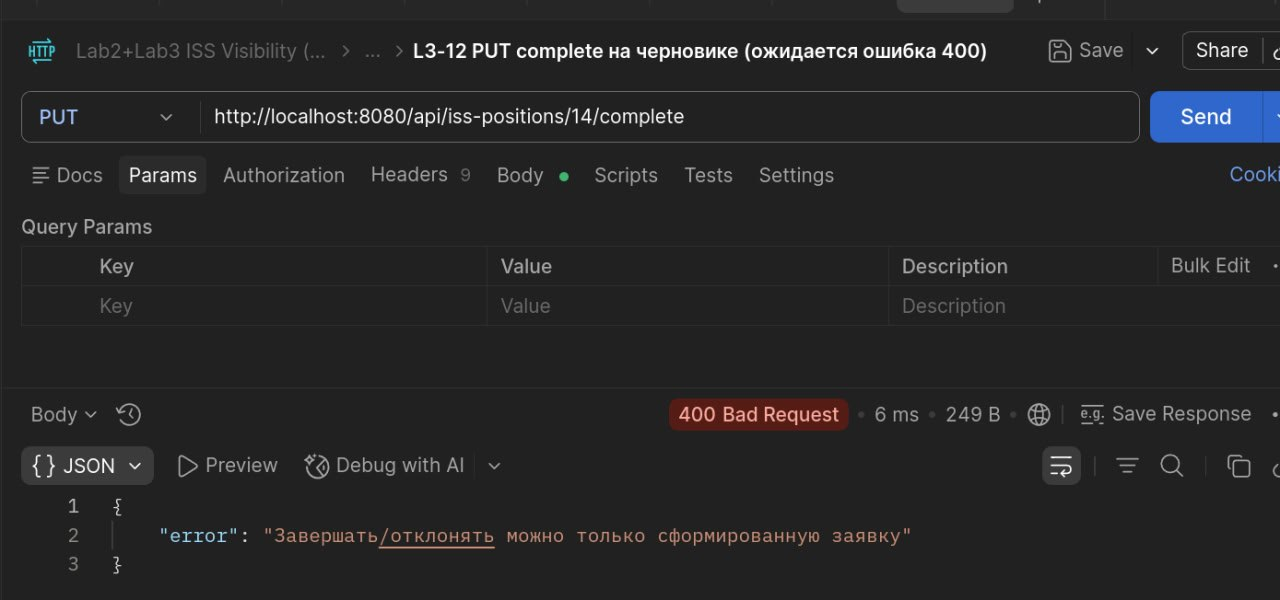 HTTP Lab2+Lab3 ISS Visibility (... > ... > L3-12 PUT complete на черновике (ожидается ошибка 400) Save Share
PUT http://localhost:8080/api/iss-positions/14/complete Send
Docs Params Authorization Headers 9 Body Scripts Tests Settings Cooki
Query Params
Key Value Description Bulk Edit
Key Value Description
Body 400 Bad Request • 6 ms • 249 B • e.g. Save Response
{ } JSON Preview Debug with AI
1 {
2 "error": "Завершать/отклонять можно только сформированную заявку"
3 }